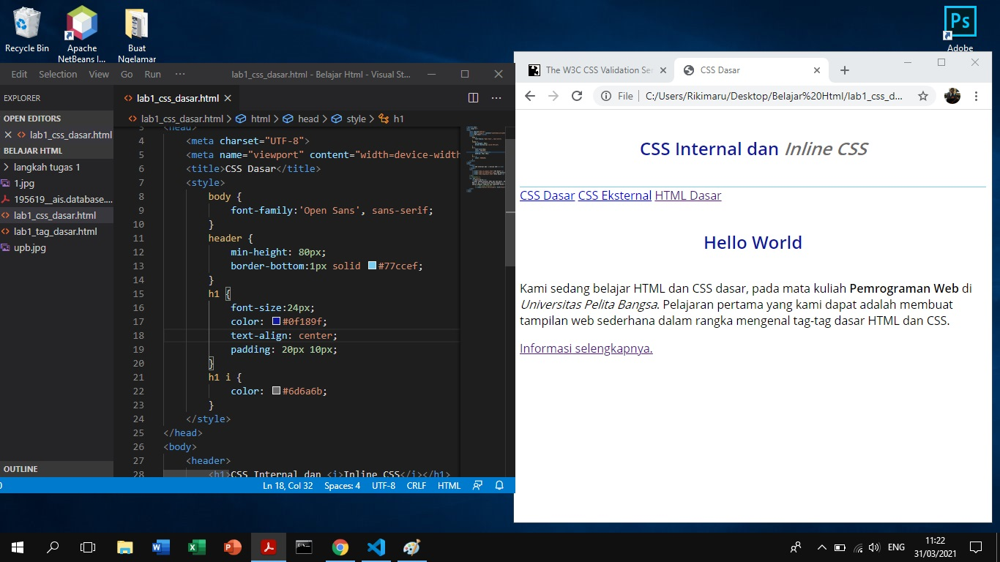 Recycle Bin
Apache
NetBeans I...
Buat
Ngelamar
Ps
Adobe
Edit Selection View Go Run ··· lab1_css_dasar.html - Belajar Html - Visual St...
EXPLORER
OPEN EDITORS
lab1_css_dasar.html
BELAJAR HTML
langkah tugas 1
1.jpg
195619__ais.database....
lab1_css_dasar.html
lab1_tag_dasar.html
upb.jpg
OUTLINE
<> lab1_css_dasar.html
<> lab1_css_dasar.html > html > head > style > h1
3 <head>
4 <meta charset="UTF-8">
5 <meta name="viewport" content="width=device-width
6 <title>CSS Dasar</title>
7 <style>
8 body {
9 font-family:'Open Sans', sans-serif;
10 }
11 header {
12 min-height: 80px;
13 border-bottom:1px solid #77ccef;
14 }
15 h1 {
16 font-size:24px;
17 color: #0f189f;
18 text-align: center;
19 padding: 20px 10px;
20 }
21 h1 i {
22 color: #6d6a6b;
23 }
24 </style>
25 </head>
26 <body>
27 <header>
28 <h1>CSS Internal dan <i>Inline CSS</i></h1>
0 Ln 18, Col 32 Spaces: 4 UTF-8 CRLF HTML
The W3C CSS Validation Ser
CSS Dasar
File | C:/Users/Rikimaru/Desktop/Belajar%20Html/lab1_css_d...
CSS Internal dan Inline CSS
CSS Dasar CSS Eksternal HTML Dasar
Hello World
Kami sedang belajar HTML dan CSS dasar, pada mata kuliah Pemrograman Web di
Universitas Pelita Bangsa. Pelajaran pertama yang kami dapat adalah membuat
tampilan web sederhana dalam rangka mengenal tag-tag dasar HTML dan CSS.
Informasi selengkapnya.
ENG
11:22
31/03/2021